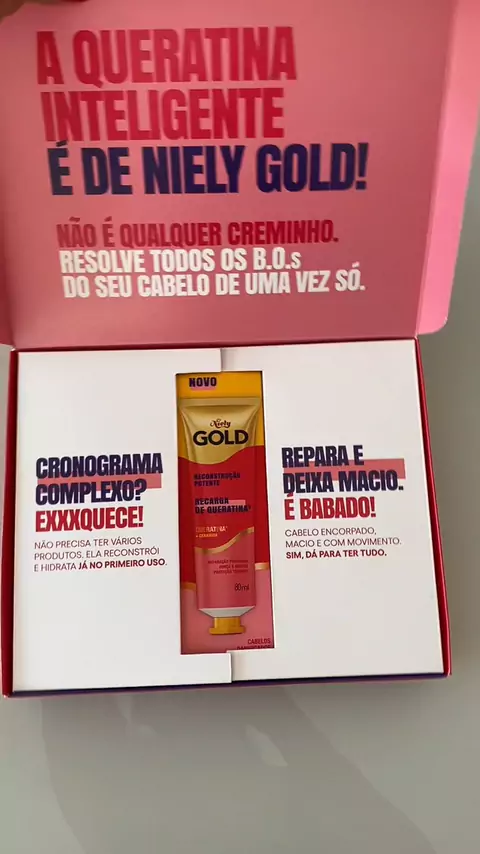 A QUERATINA
INTELIGENTE
É DE NIELY GOLD!
NÃO É QUALQUER CREMINHO.
RESOLVE TODOS OS B.O.s
DO SEU CABELO DE UMA VEZ SÓ.
CRONOGRAMA
COMPLEXO?
EXXXQUECE!
NÃO PRECISA TER VÁRIOS
PRODUTOS. ELA RECONSTRÓI
E HIDRATA JÁ NO PRIMEIRO USO.
NOVO
Niely
GOLD
RECONSTRUÇÃO
POTENTE
RECARGA
DE QUERATINA
QUERATINA
80ml
CABELOS
REPARA E
DEIXA MACIO.
É BABADO!
CABELO ENCORPADO,
MACIO E COM MOVIMENTO.
SIM, DÁ PARA TER TUDO.